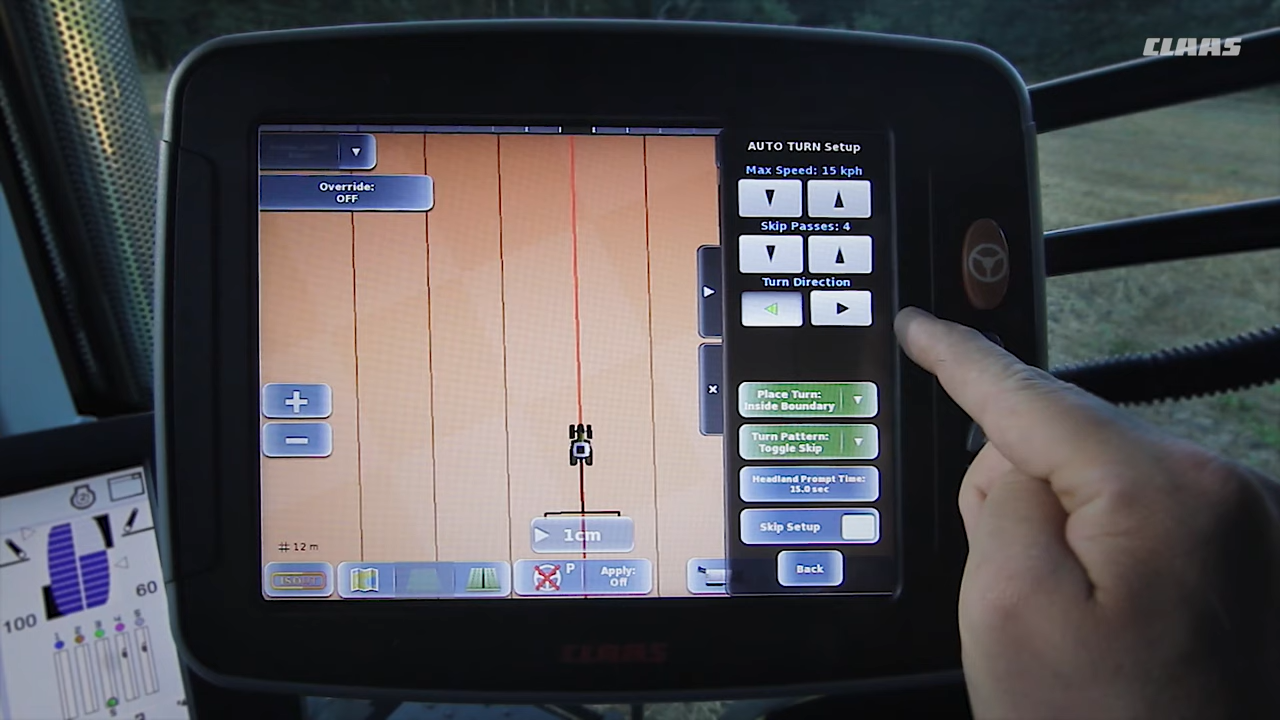 CLAAS
AUTO TURN Setup
Max Speed: 15 kph
Override:
OFF
Skip Passes: 4
Turn Direction
Place Turn:
Inside Boundary
Turn Pattern:
Toggle Skip
Headland Prompt Time:
15.0 sec
1cm
Skip Setup
# 12 m
ISOUT
P
Apply:
Off
Back
60
100
CLAAS